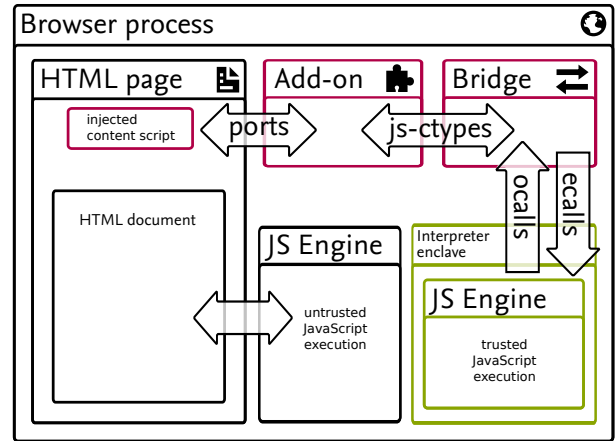 Browser process
HTML page
Add-on
Bridge
injected
content script
ports
js-ctypes
ocalls
ecalls
HTML document
JS Engine
untrusted
JavaScript
execution
Interpreter
enclave
JS Engine
trusted
JavaScript
execution